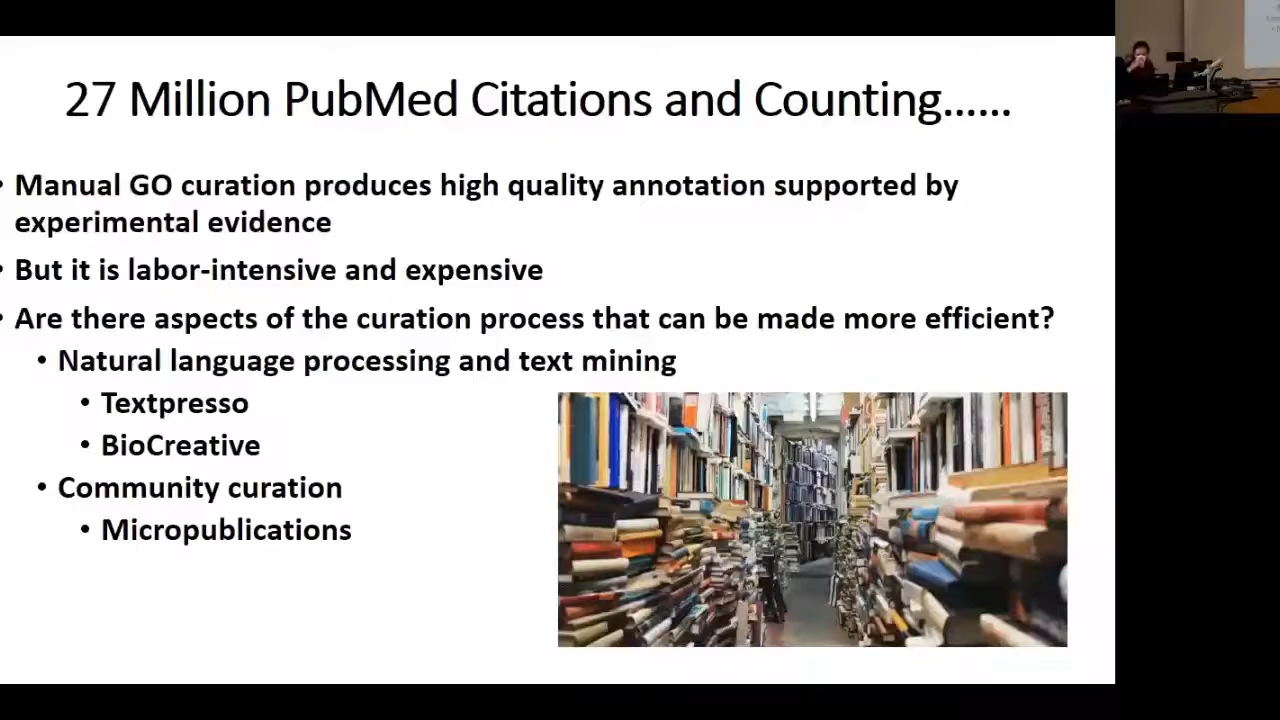 27 Million PubMed Citations and Counting......
• Manual GO curation produces high quality annotation supported by
experimental evidence
• But it is labor-intensive and expensive
• Are there aspects of the curation process that can be made more efficient?
• Natural language processing and text mining
• Textpresso
• BioCreative
• Community curation
• Micropublications